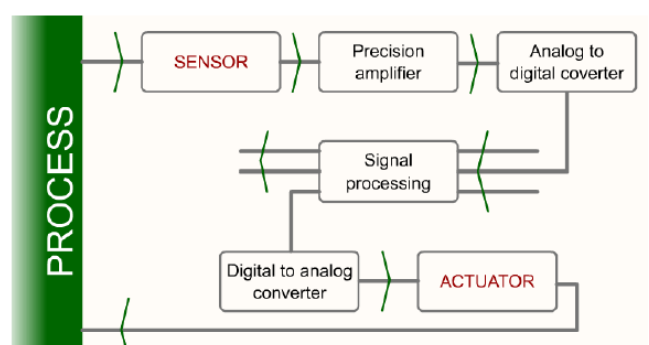 PROCESS
SENSOR
Precision
amplifier
Analog to
digital coverter
Signal
processing
Digital to analog
converter
ACTUATOR